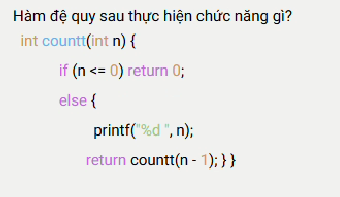 Hàm đệ quy sau thực hiện chức năng gì?
int countt(int n) {
if (n <= 0) return 0;
else {
printf("%d ", n);
return countt(n - 1); } }